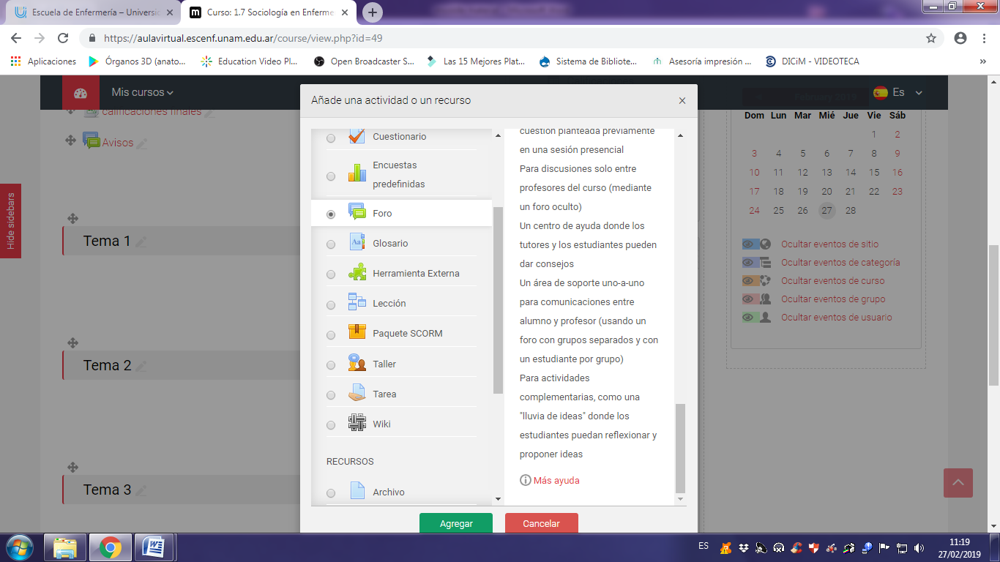 Escuela de Enfermería – Universid
Curso: 1.7 Sociología en Enferme
https://aulavirtual.escenf.unam.edu.ar/course/view.php?id=49
Aplicaciones
Órganos 3D (anato...
Education Video Pl...
Open Broadcaster S...
Las 15 Mejores Plat...
Sistema de Bibliote...
Asesoría impresión ...
DICiM - VIDEOTECA
»
Mis cursos
Es
calificaciones finales
Avisos
Hide sidebars
Tema 1
Tema 2
Tema 3
Añade una actividad o un recurso
×
Cuestionario
Encuestas
predefinidas
Foro
Glosario
Herramienta Externa
Lección
Paquete SCORM
Taller
Tarea
Wiki
RECURSOS
Archivo
cuestión planteada previamente
en una sesión presencial
Para discusiones solo entre
profesores del curso (mediante
un foro oculto)
Un centro de ayuda donde los
tutores y los estudiantes pueden
dar consejos
Un área de soporte uno-a-uno
para comunicaciones entre
alumno y profesor (usando un
foro con grupos separados y con
un estudiante por grupo)
Para actividades
complementarias, como una
"lluvia de ideas" donde los
estudiantes puedan reflexionar y
proponer ideas
Más ayuda
Agregar
Cancelar
February 2019
Dom Lun Mar Mié Jue Vie Sáb
1 2
3 4 5 6 7 8 9
10 11 12 13 14 15 16
17 18 19 20 21 22 23
24 25 26 27 28
Ocultar eventos de sitio
Ocultar eventos de categoría
Ocultar eventos de curso
Ocultar eventos de grupo
Ocultar eventos de usuario
ES
11:19
27/02/2019